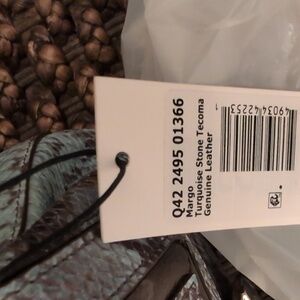 Q42 2495 01366
Margo
Turquoise Stone Tecoma
Genuine Leather